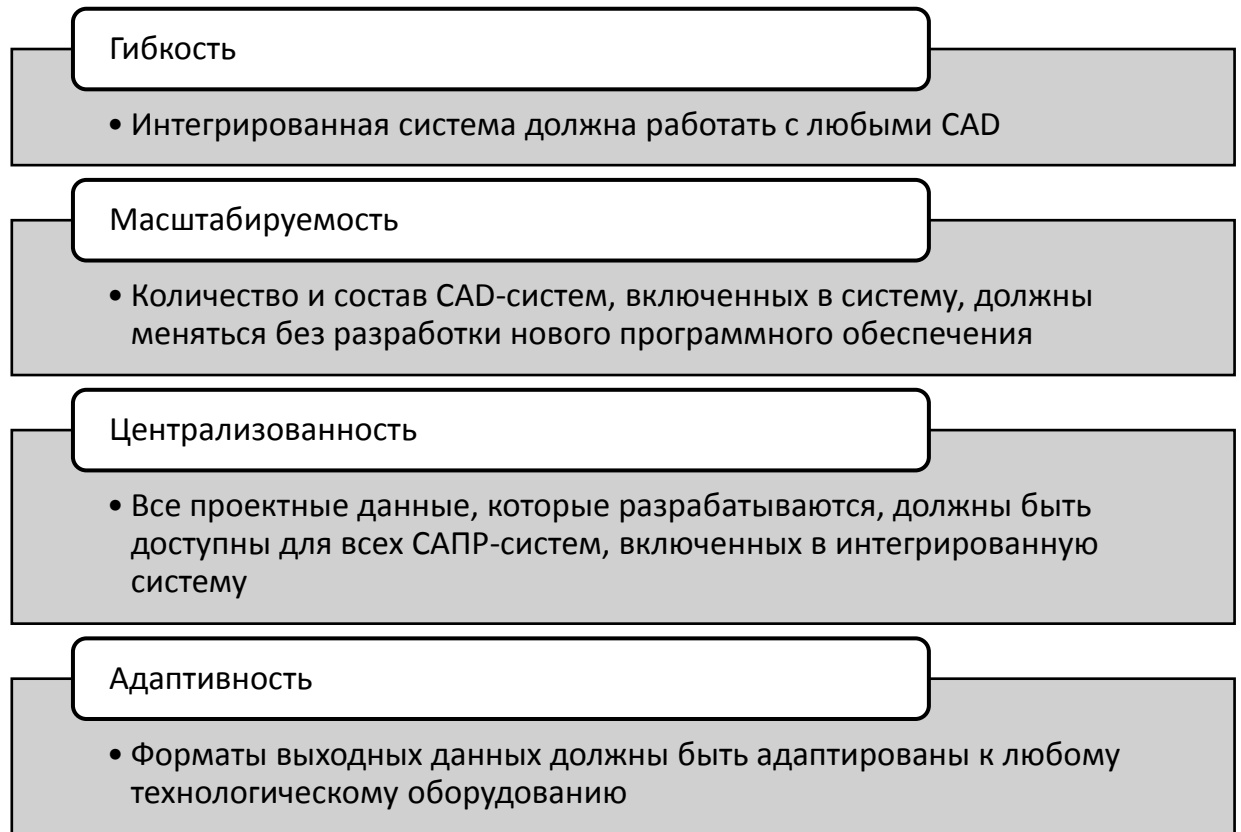 Гибкость
• Интегрированная система должна работать с любыми CAD
Масштабируемость
• Количество и состав CAD-систем, включенных в систему, должны
меняться без разработки нового программного обеспечения
Централизованность
• Все проектные данные, которые разрабатываются, должны быть
доступны для всех САПР-систем, включенных в интегрированную
систему
Адаптивность
• Форматы выходных данных должны быть адаптированы к любому
технологическому оборудованию